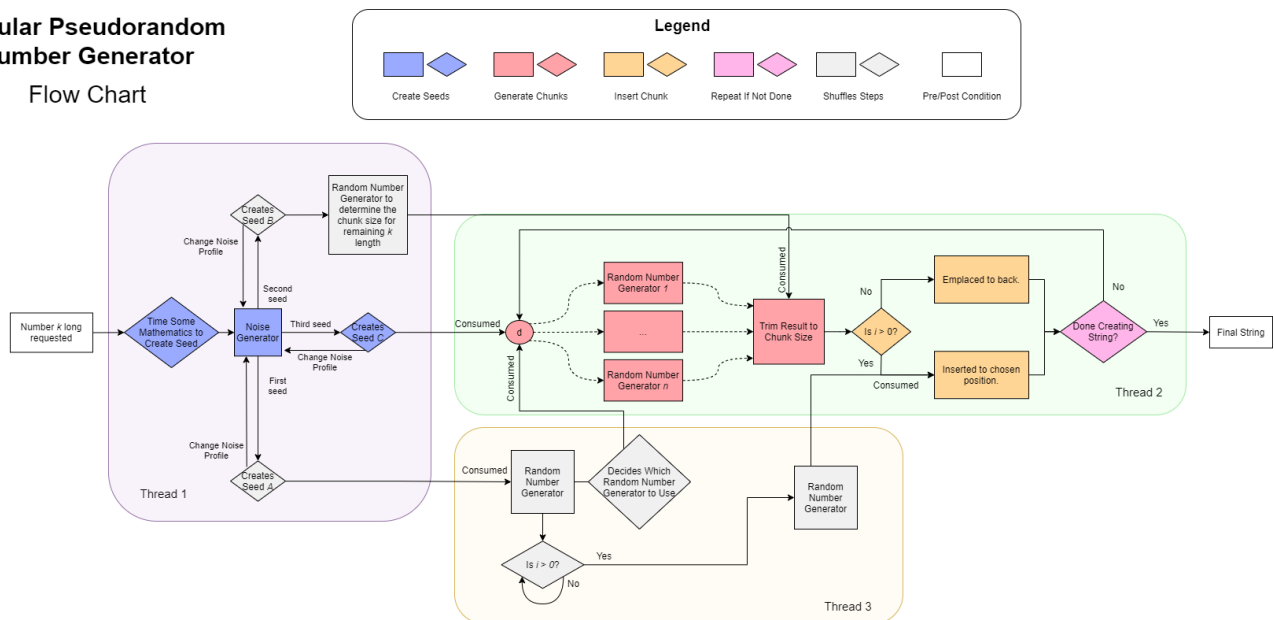 ular Pseudorandom
umber Generator
Flow Chart
Legend
Create Seeds
Generate Chunks
Insert Chunk
Repeat If Not Done
Shuffles Steps
Pre/Post Condition
Number k long
requested
Time Some
Mathematics to
Create Seed.
Noise
Generator
Creates
Seed B
Random Number
Generator to
determine the
chunk size for
remaining k
length
Change Noise
Profile
Second
seed
Third seed
Creates
Seed C
Change Noise
Profile
First
seed
Change Noise
Profile
Creates
Seed A
Thread 1
Consumed
d
Random Number
Generator 1
...
Random Number
Generator n
Consumed
Trim Result to
Chunk Size
Is i > 0?
No
Yes
Consumed
Emplaced to back.
Inserted to chosen
position.
No
Done Creating
String?
Yes
Final String
Thread 2
Consumed
Consumed
Random
Number
Generator
Decides Which
Random Number
Generator to Use
Is i > 0?
No
Yes
Random
Number
Generator
Thread 3